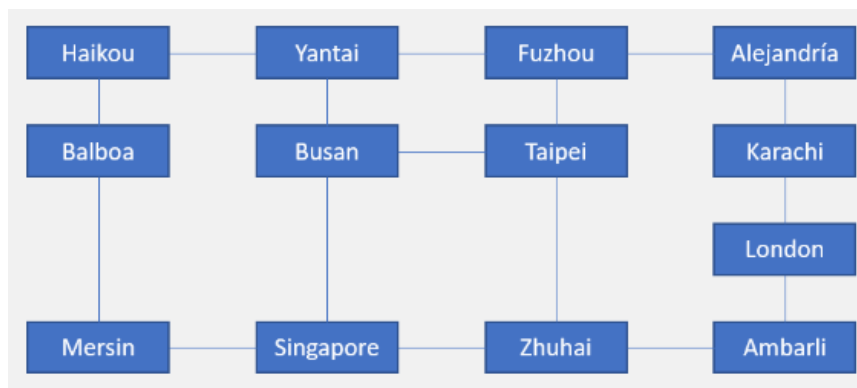 Haikou Yantai Fuzhou Alejandría
Balboa Busan Taipei Karachi
London
Mersin Singapore Zhuhai Ambarli